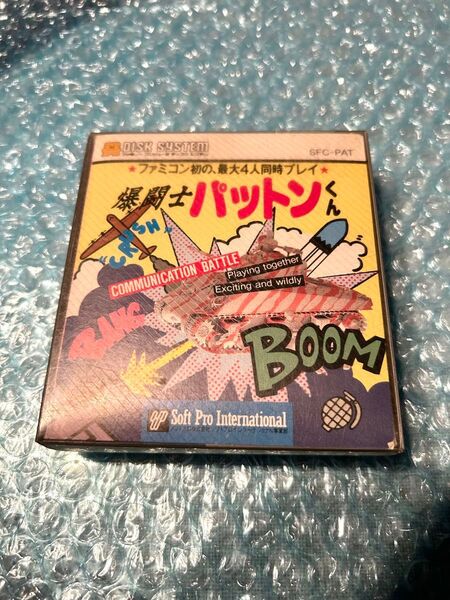 DISK SYSTEM
SFC-PAT
★ファミコン初の、最大4人同時プレイ★
爆闘士パットンくん
CRASH
COMMUNICATION BATTLE
Playing together
Exciting and wildly
BANG
BOOM
Soft Pro International